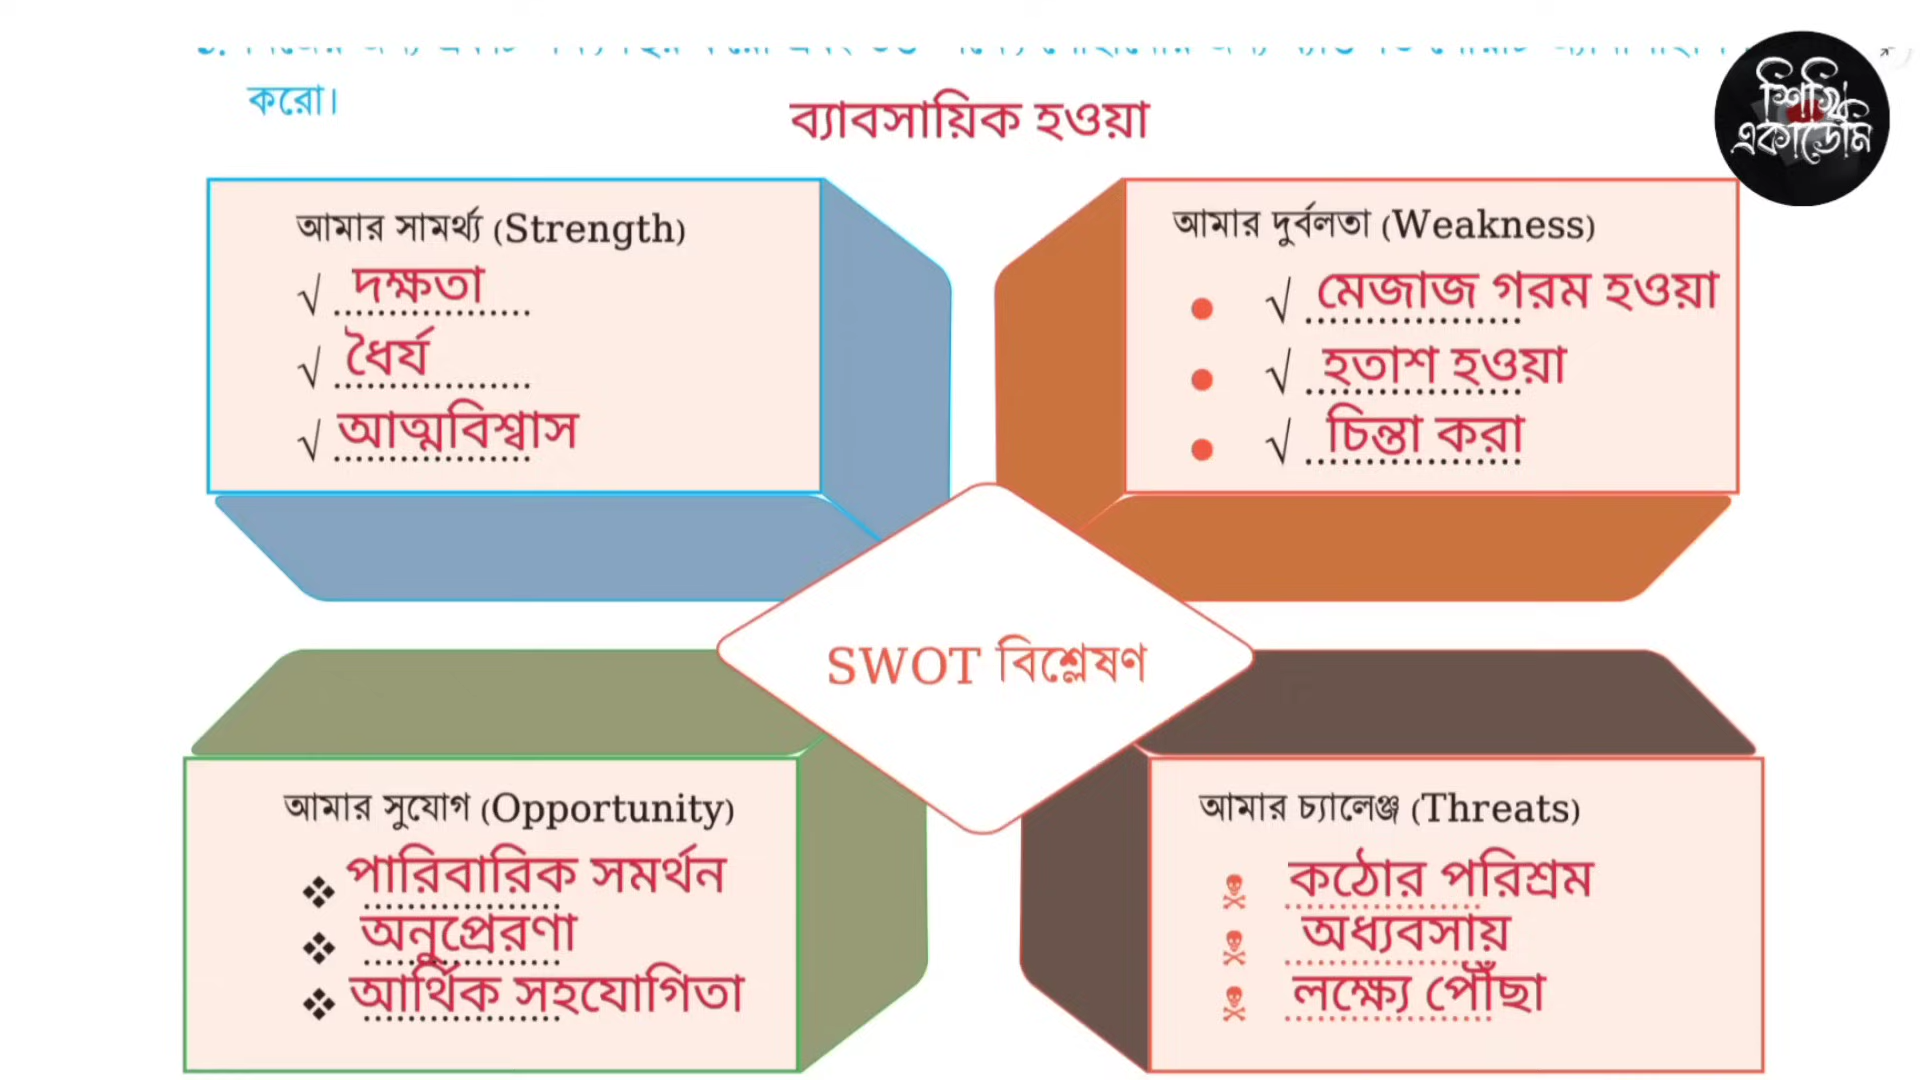 করো।
ব্যাবসায়িক হওয়া
শিখি
একাডেমি
আমার সামর্থ্য (Strength)
√ দক্ষতা
√ ধৈর্য
√ আত্মবিশ্বাস
আমার দুর্বলতা (Weakness)
√ মেজাজ গরম হওয়া
√ হতাশ হওয়া
√ চিন্তা করা
SWOT বিশ্লেষণ
আমার সুযোগ (Opportunity)
❖ পারিবারিক সমর্থন
❖ অনুপ্রেরণা
❖ আর্থিক সহযোগিতা
আমার চ্যালেঞ্জ (Threats)
☠ কঠোর পরিশ্রম
☠ অধ্যবসায়
☠ লক্ষ্যে পৌঁছা